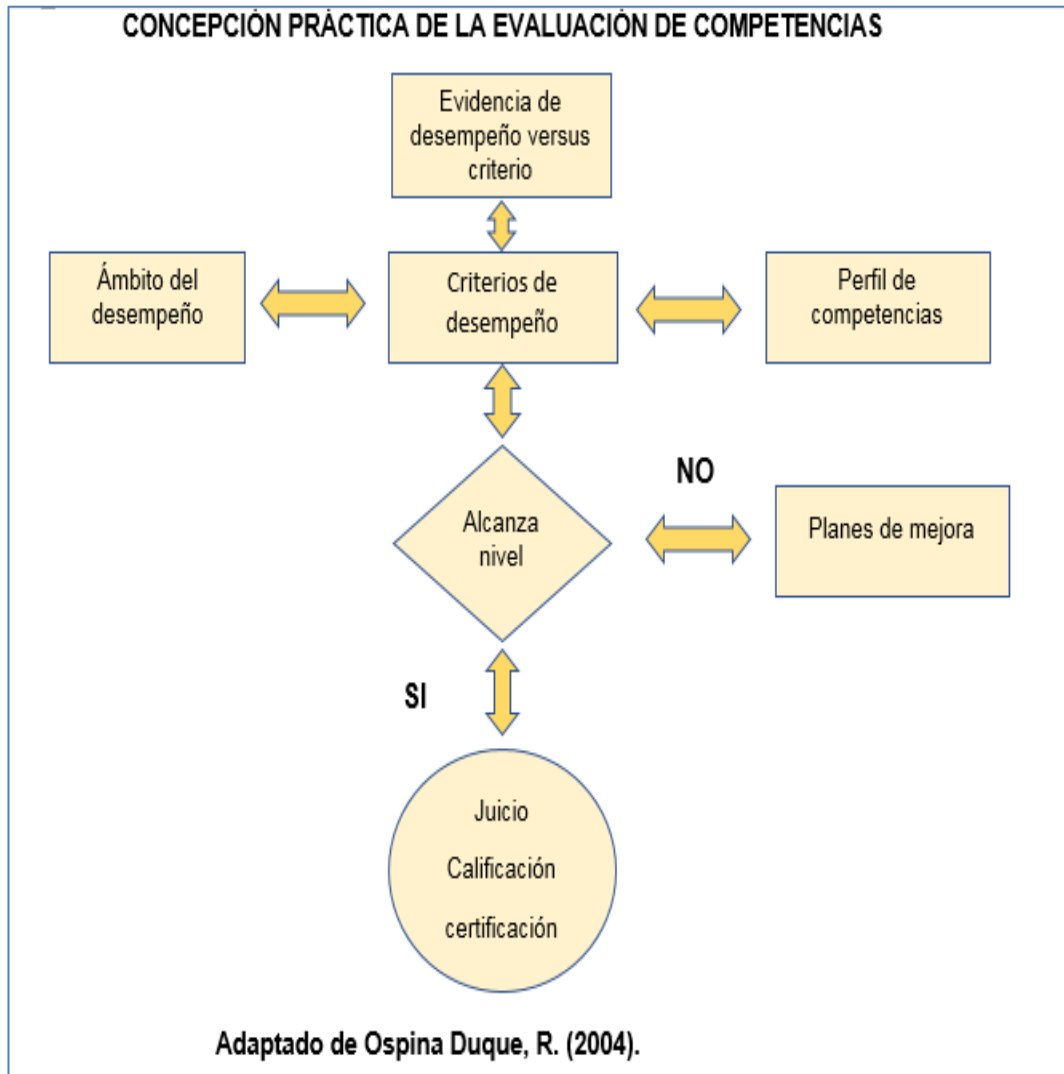 CONCEPCIÓN PRÁCTICA DE LA EVALUACIÓN DE COMPETENCIAS
Evidencia de
desempeño versus
criterio
Ámbito del
desempeño
Criterios de
desempeño
Perfil de
competencias
Alcanza
nivel
NO
Planes de mejora
SI
Juicio
Calificación
certificación
Adaptado de Ospina Duque, R. (2004).